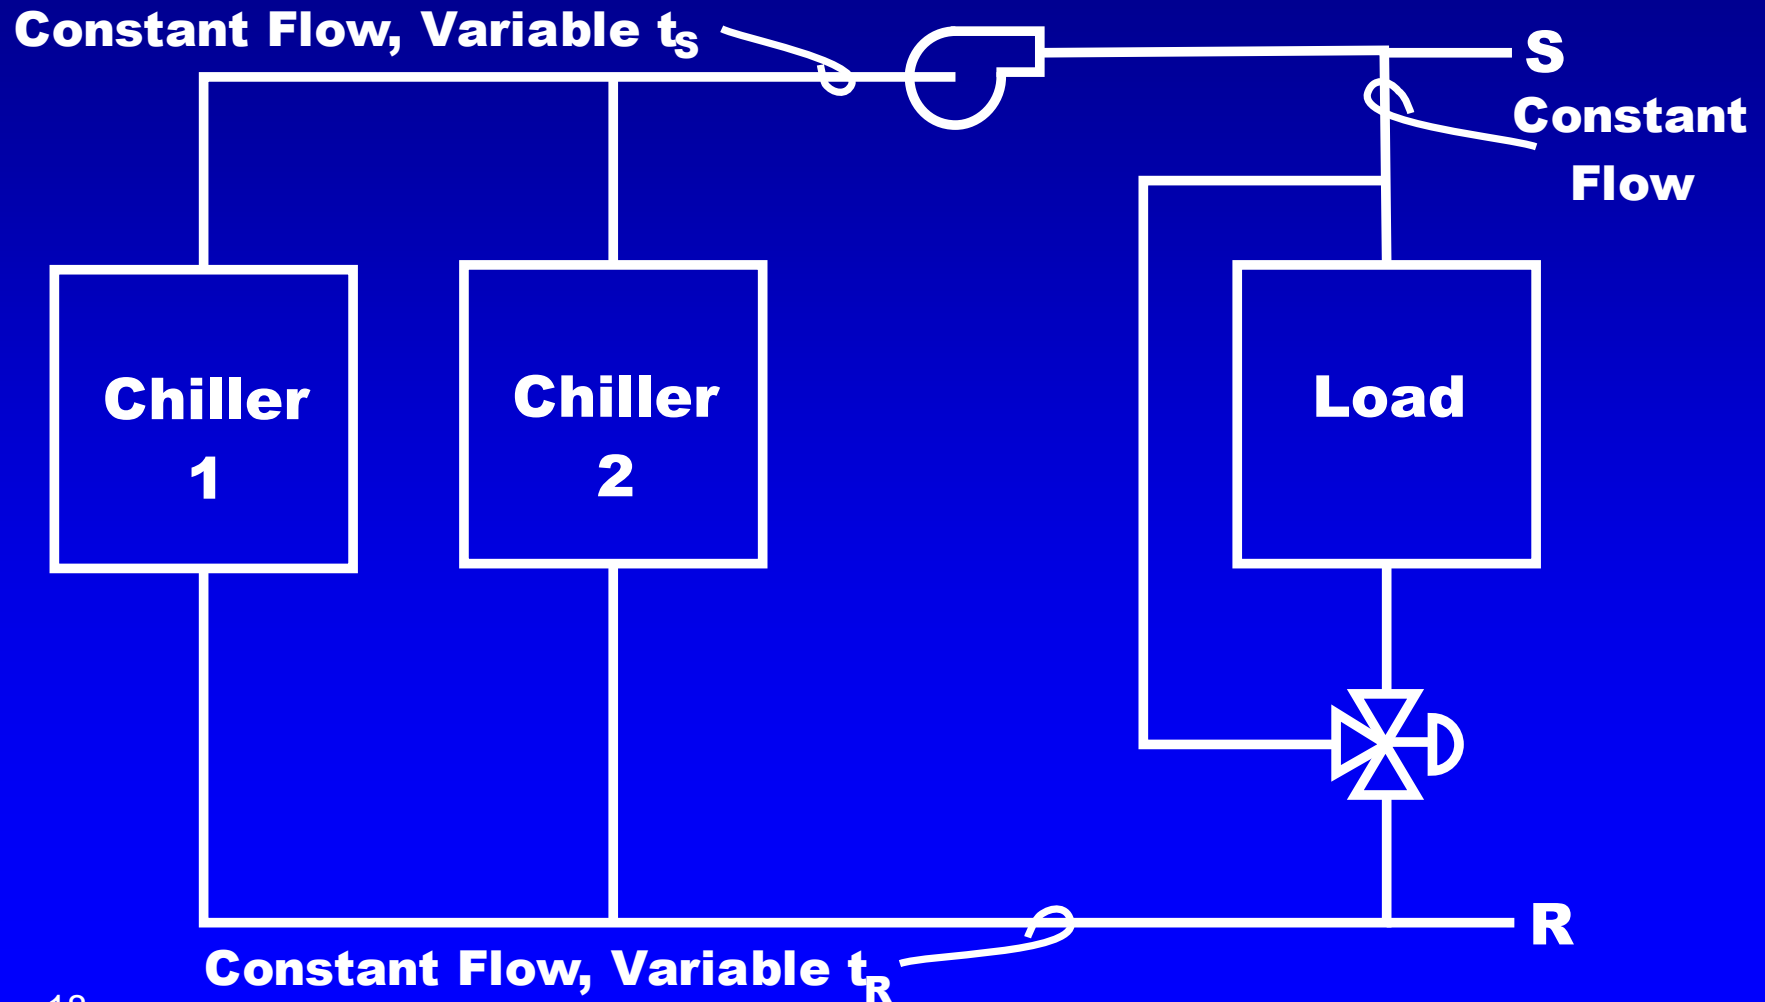 Constant Flow, Variable tS
S
Constant
Flow
Chiller
1
Chiller
2
Load
R
Constant Flow, Variable tR